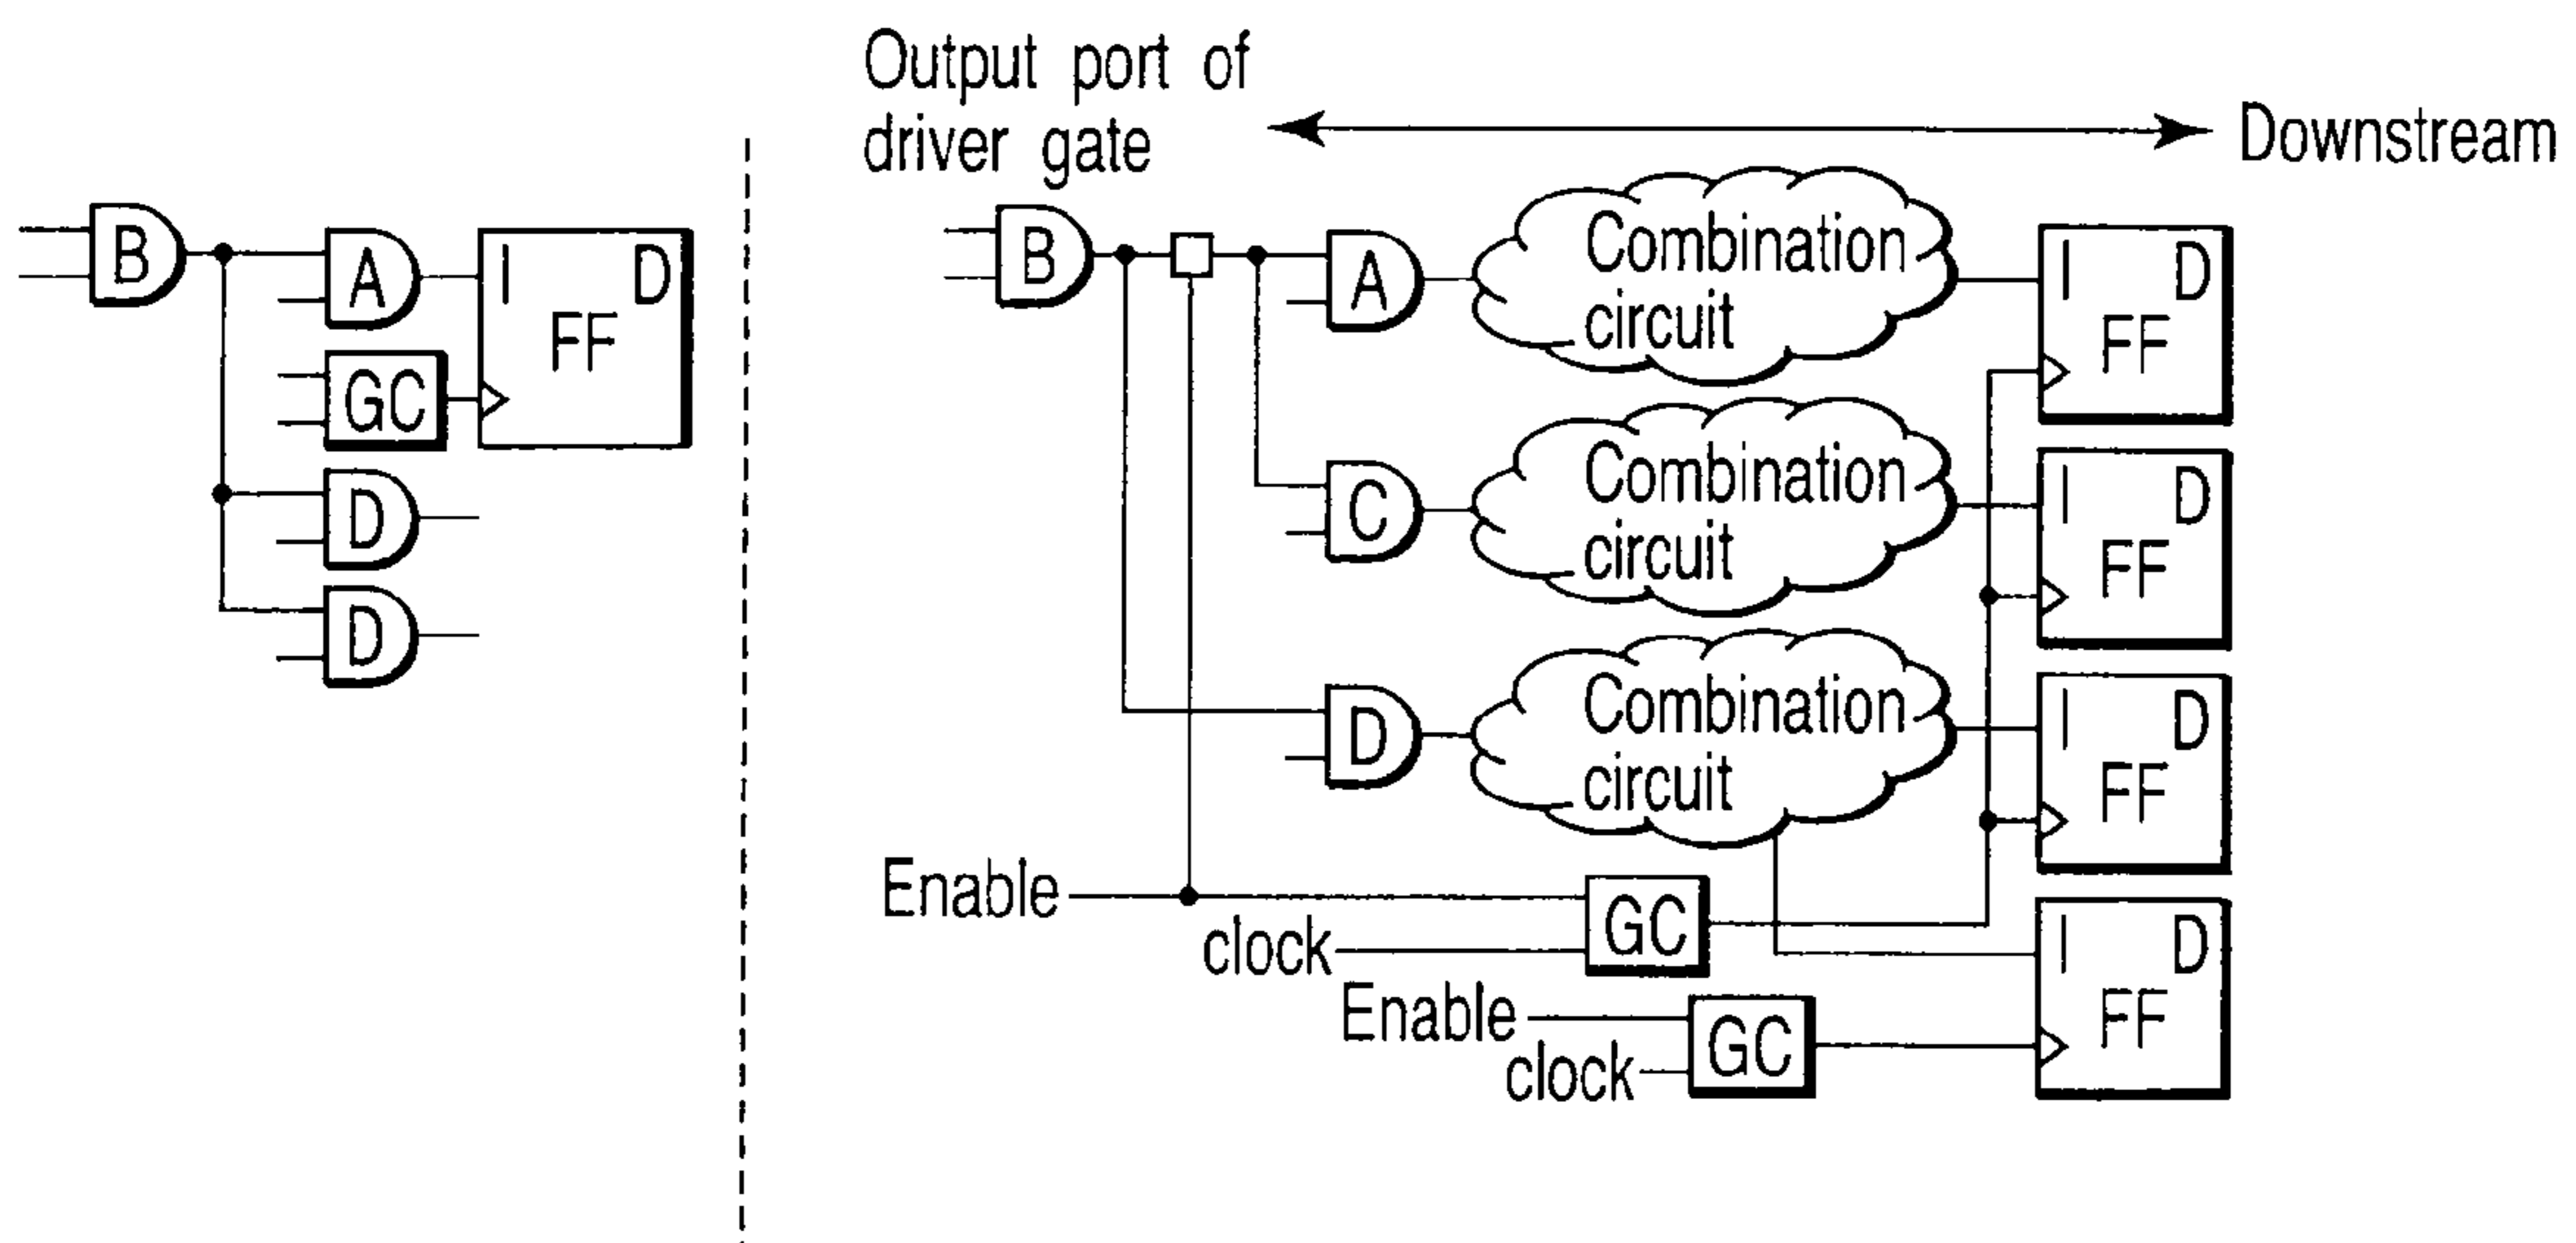 Output port of
driver gate
Downstream
B
A
I D
FF
GC
D
D
B
A
Combination
circuit
I D
FF
C
Combination
circuit
I D
FF
D
Combination
circuit
I D
FF
Enable
clock
GC
Enable
clock
GC
I D
FF